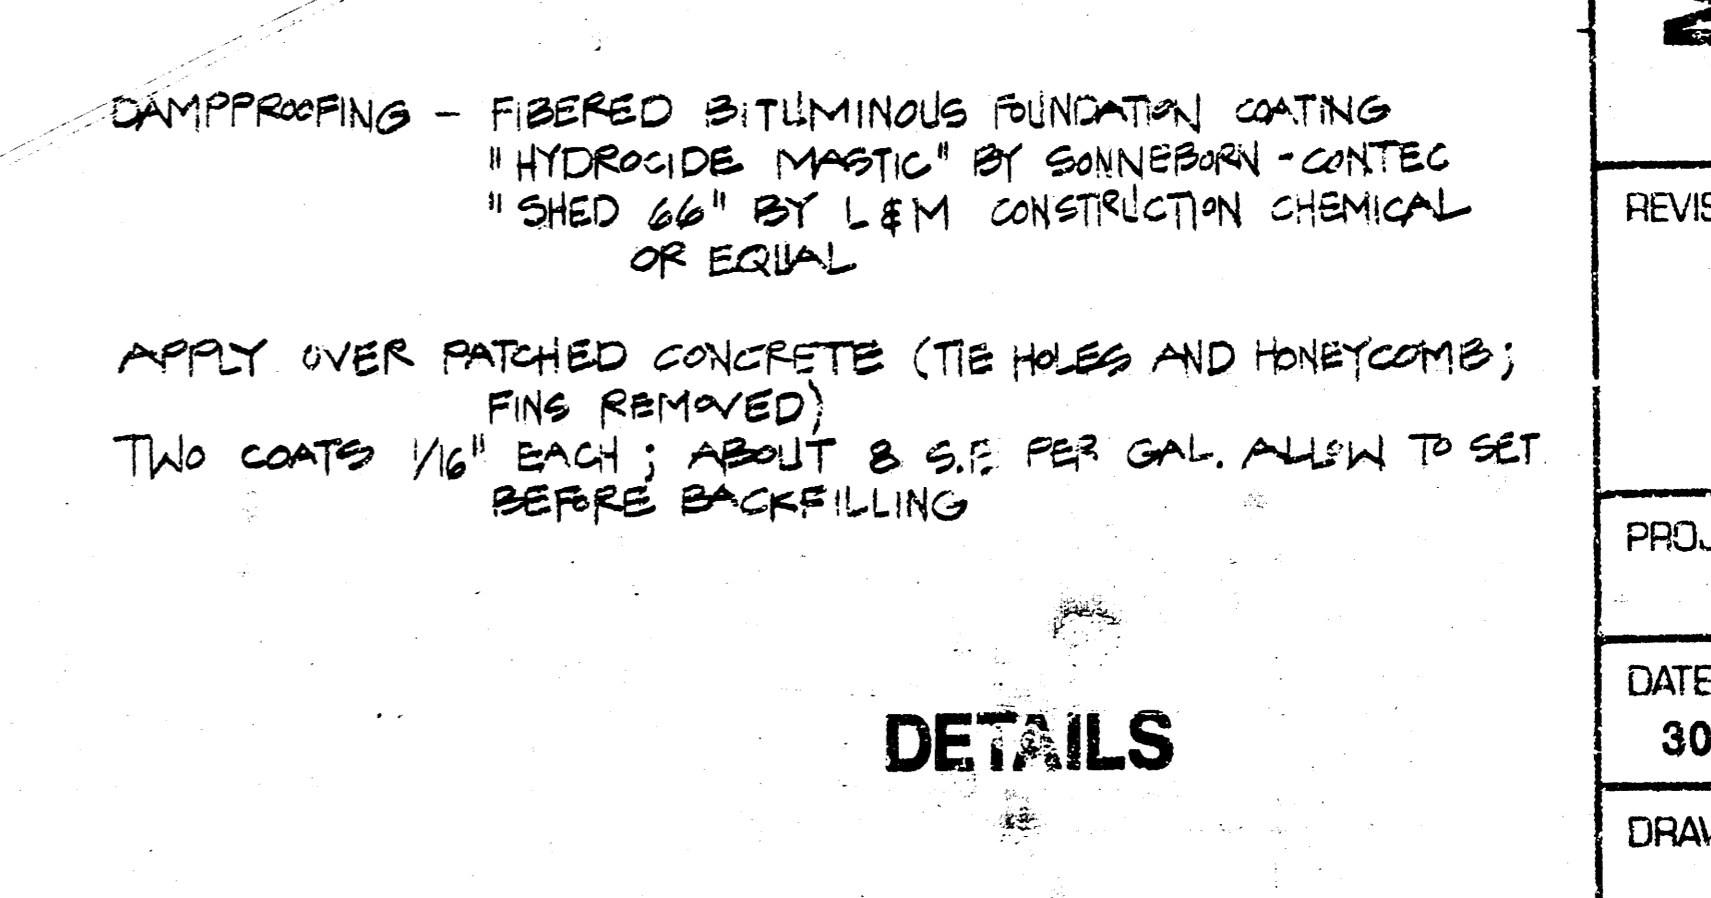 DAMPPROOFING - FIBERED BITUMINOUS FOUNDATION COATING
"HYDROCIDE MASTIC" BY SONNEBORN - CONTEC
"SHED 66" BY L & M CONSTRUCTION CHEMICAL
OR EQUAL
APPLY OVER PATCHED CONCRETE (TIE HOLES AND HONEYCOMB;
FINS REMOVED)
TWO COATS 1/16" EACH; ABOUT 8 S.F. PER GAL. ALLOW TO SET
BEFORE BACKFILLING
DETAILS
REVIS
PROJ
DATE
30
DRAW